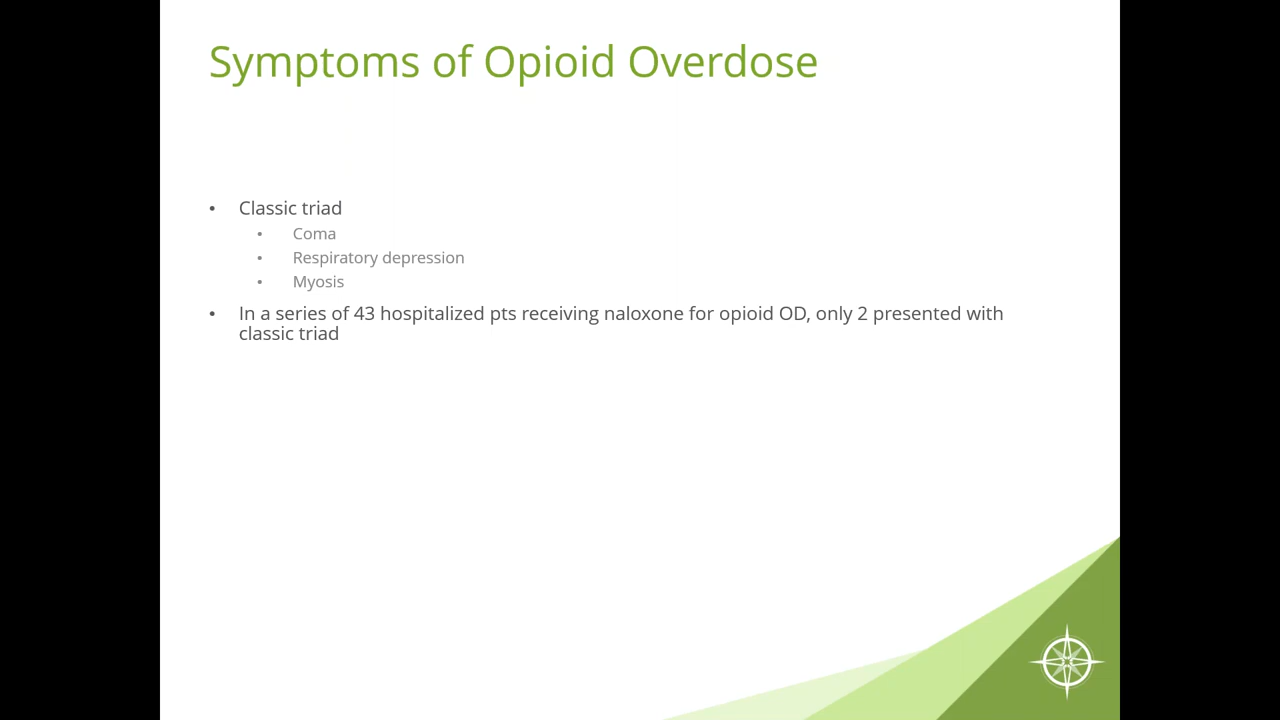 Symptoms of Opioid Overdose
• Classic triad
• Coma
• Respiratory depression
• Myosis
• In a series of 43 hospitalized pts receiving naloxone for opioid OD, only 2 presented with
classic triad